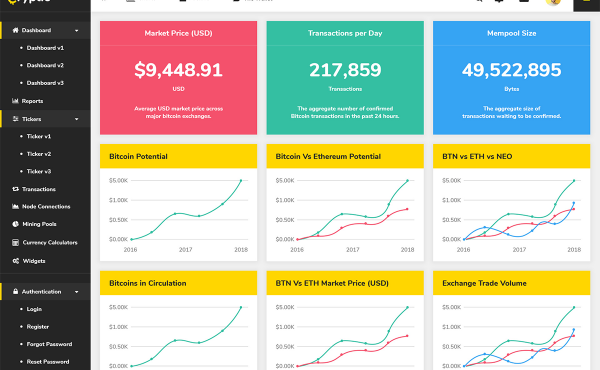 Dashboard
Dashboard v1
Dashboard v2
Dashboard v3
Reports
Tickers
Ticker v1
Ticker v2
Ticker v3
Transactions
Node Connections
Mining Pools
Currency Calculators
Widgets
Authentication
Login
Register
Forgot Password
Reset Password
Market Price (USD)
$9,448.91
USD
Average USD market price across
major bitcoin exchanges.
Transactions per Day
217,859
Transactions
The aggregate number of confirmed
Bitcoin transactions in the past 24 hours.
Mempool Size
49,522,895
Bytes
The aggregate size of
transactions waiting to be confirmed.
Bitcoin Potential
$5.00K
$1.00K
$0.50K
$0.00K
2016 2017 2018
Bitcoin Vs Ethereum Potential
$5.00K
$1.00K
$0.50K
$0.00K
2016 2017 2018
BTN vs ETH vs NEO
$5.00K
$1.00K
$0.50K
$0.00K
2016 2017 2018
Bitcoins in Circulation
$5.00K
$1.00K
$0.50K
$0.00K
BTN Vs ETH Market Price (USD)
$5.00K
$1.00K
$0.50K
$0.00K
Exchange Trade Volume
$5.00K
$1.00K
$0.50K
$0.00K